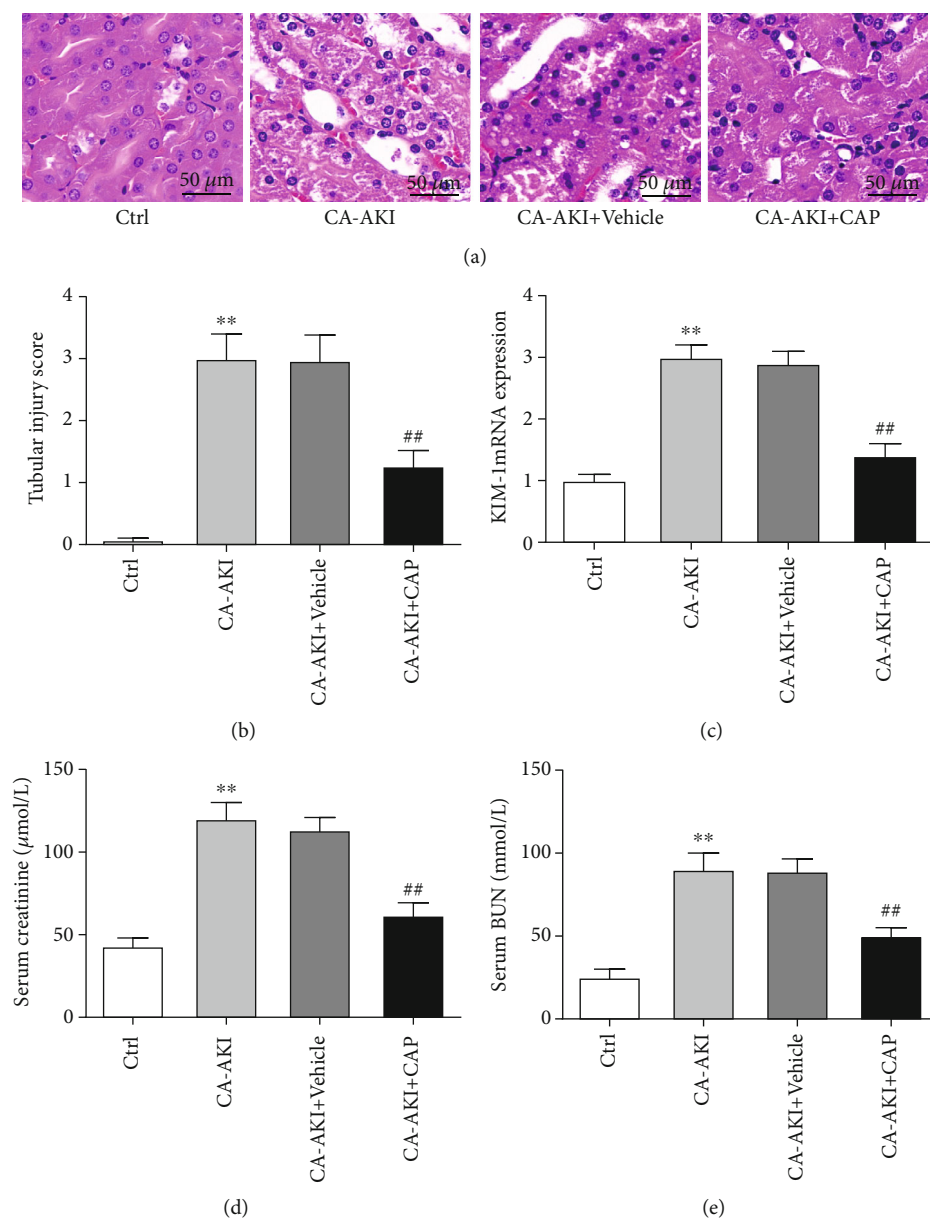 50 μm
50 μm
50 μm
50 μm
Ctrl
CA-AKI
CA-AKI+Vehicle
CA-AKI+CAP
(a)
Tubular injury score
4
3
2
1
0
**
##
Ctrl
CA-AKI
CA-AKI+Vehicle
CA-AKI+CAP
(b)
KIM-1mRNA expression
4
3
2
1
0
**
##
Ctrl
CA-AKI
CA-AKI+Vehicle
CA-AKI+CAP
(c)
Serum creatinine (μmol/L)
150
100
50
0
**
##
Ctrl
CA-AKI
CA-AKI+Vehicle
CA-AKI+CAP
(d)
Serum BUN (mmol/L)
150
100
50
0
**
##
Ctrl
CA-AKI
CA-AKI+Vehicle
CA-AKI+CAP
(e)